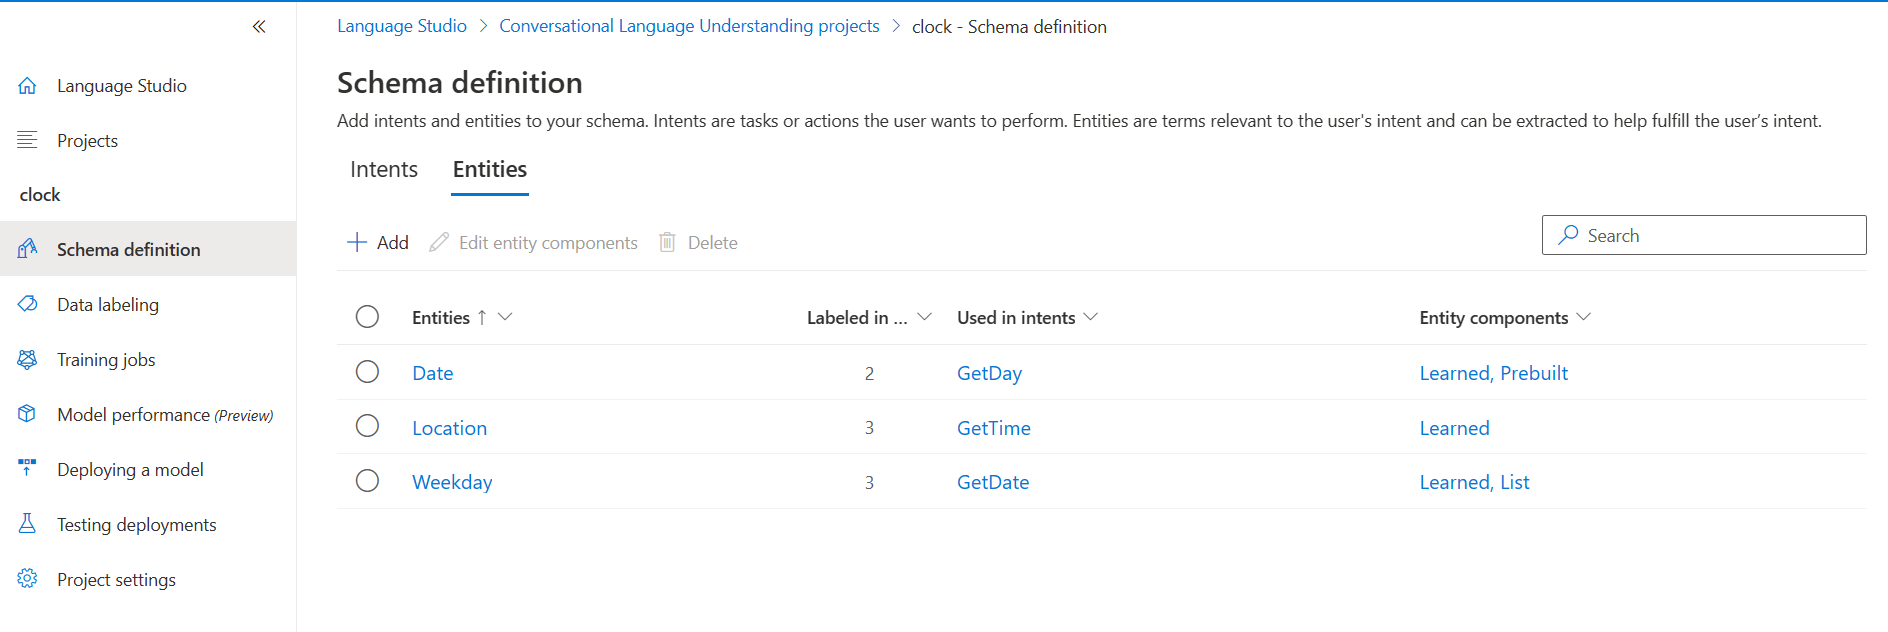 Language Studio > Conversational Language Understanding projects > clock - Schema definition
Language Studio
Projects
clock
Schema definition
Data labeling
Training jobs
Model performance (Preview)
Deploying a model
Testing deployments
Project settings
Schema definition
Add intents and entities to your schema. Intents are tasks or actions the user wants to perform. Entities are terms relevant to the user's intent and can be extracted to help fulfill the user’s intent.
Intents Entities
Add Edit entity components Delete
Search
Entities ↑ Labeled in ... Used in intents Entity components
Date 2 GetDay Learned, Prebuilt
Location 3 GetTime Learned
Weekday 3 GetDate Learned, List